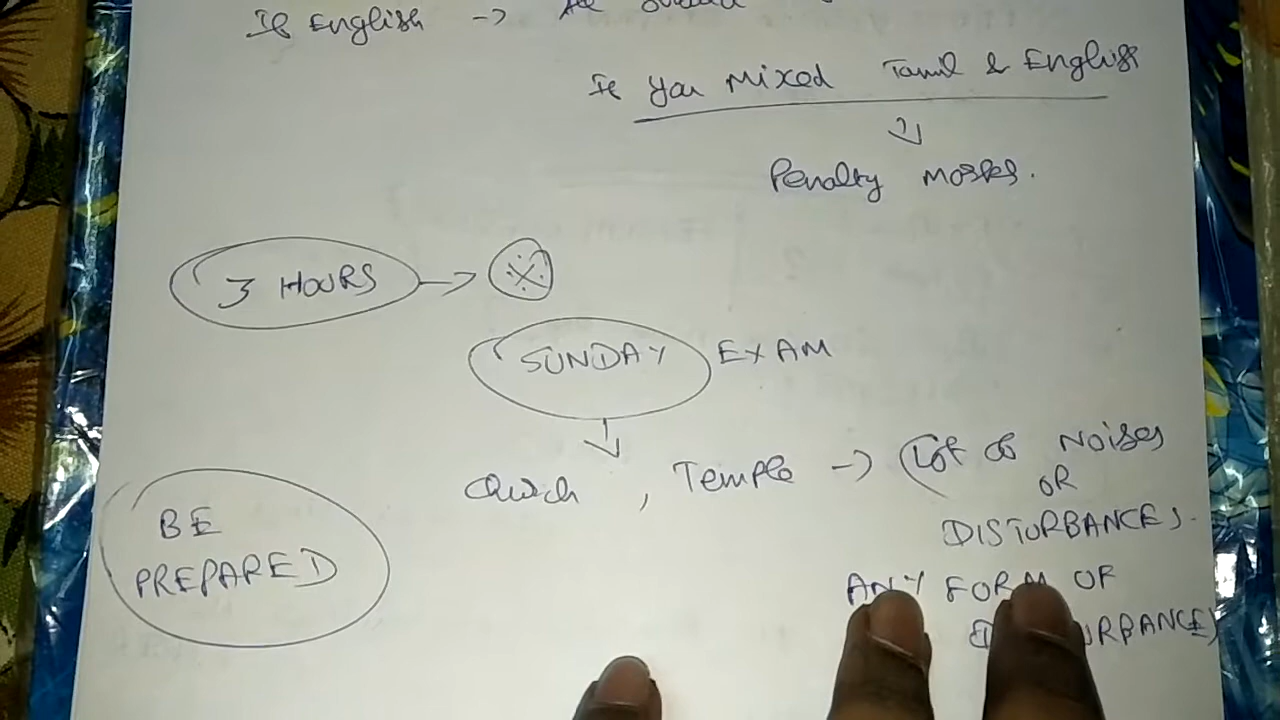 If English ->
If you Mixed Tamil & English
Penalty Marks.
3 HOURS ->
SUNDAY EXAM
Church , Temple -> Lot of Noises
OR
DISTURBANCES.
BE
PREPARED
ANY FORM OF